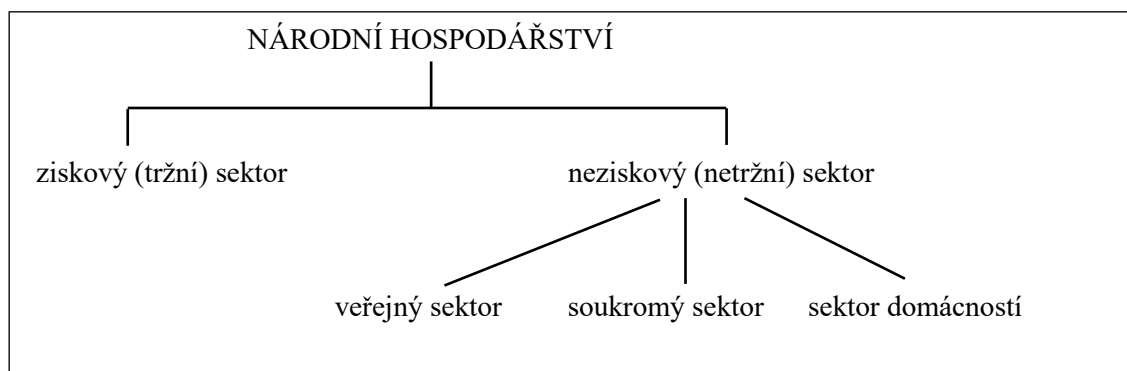 NÁRODNÍ HOSPODÁŘSTVÍ
ziskový (tržní) sektor
neziskový (netržní) sektor
veřejný sektor
soukromý sektor
sektor domácností